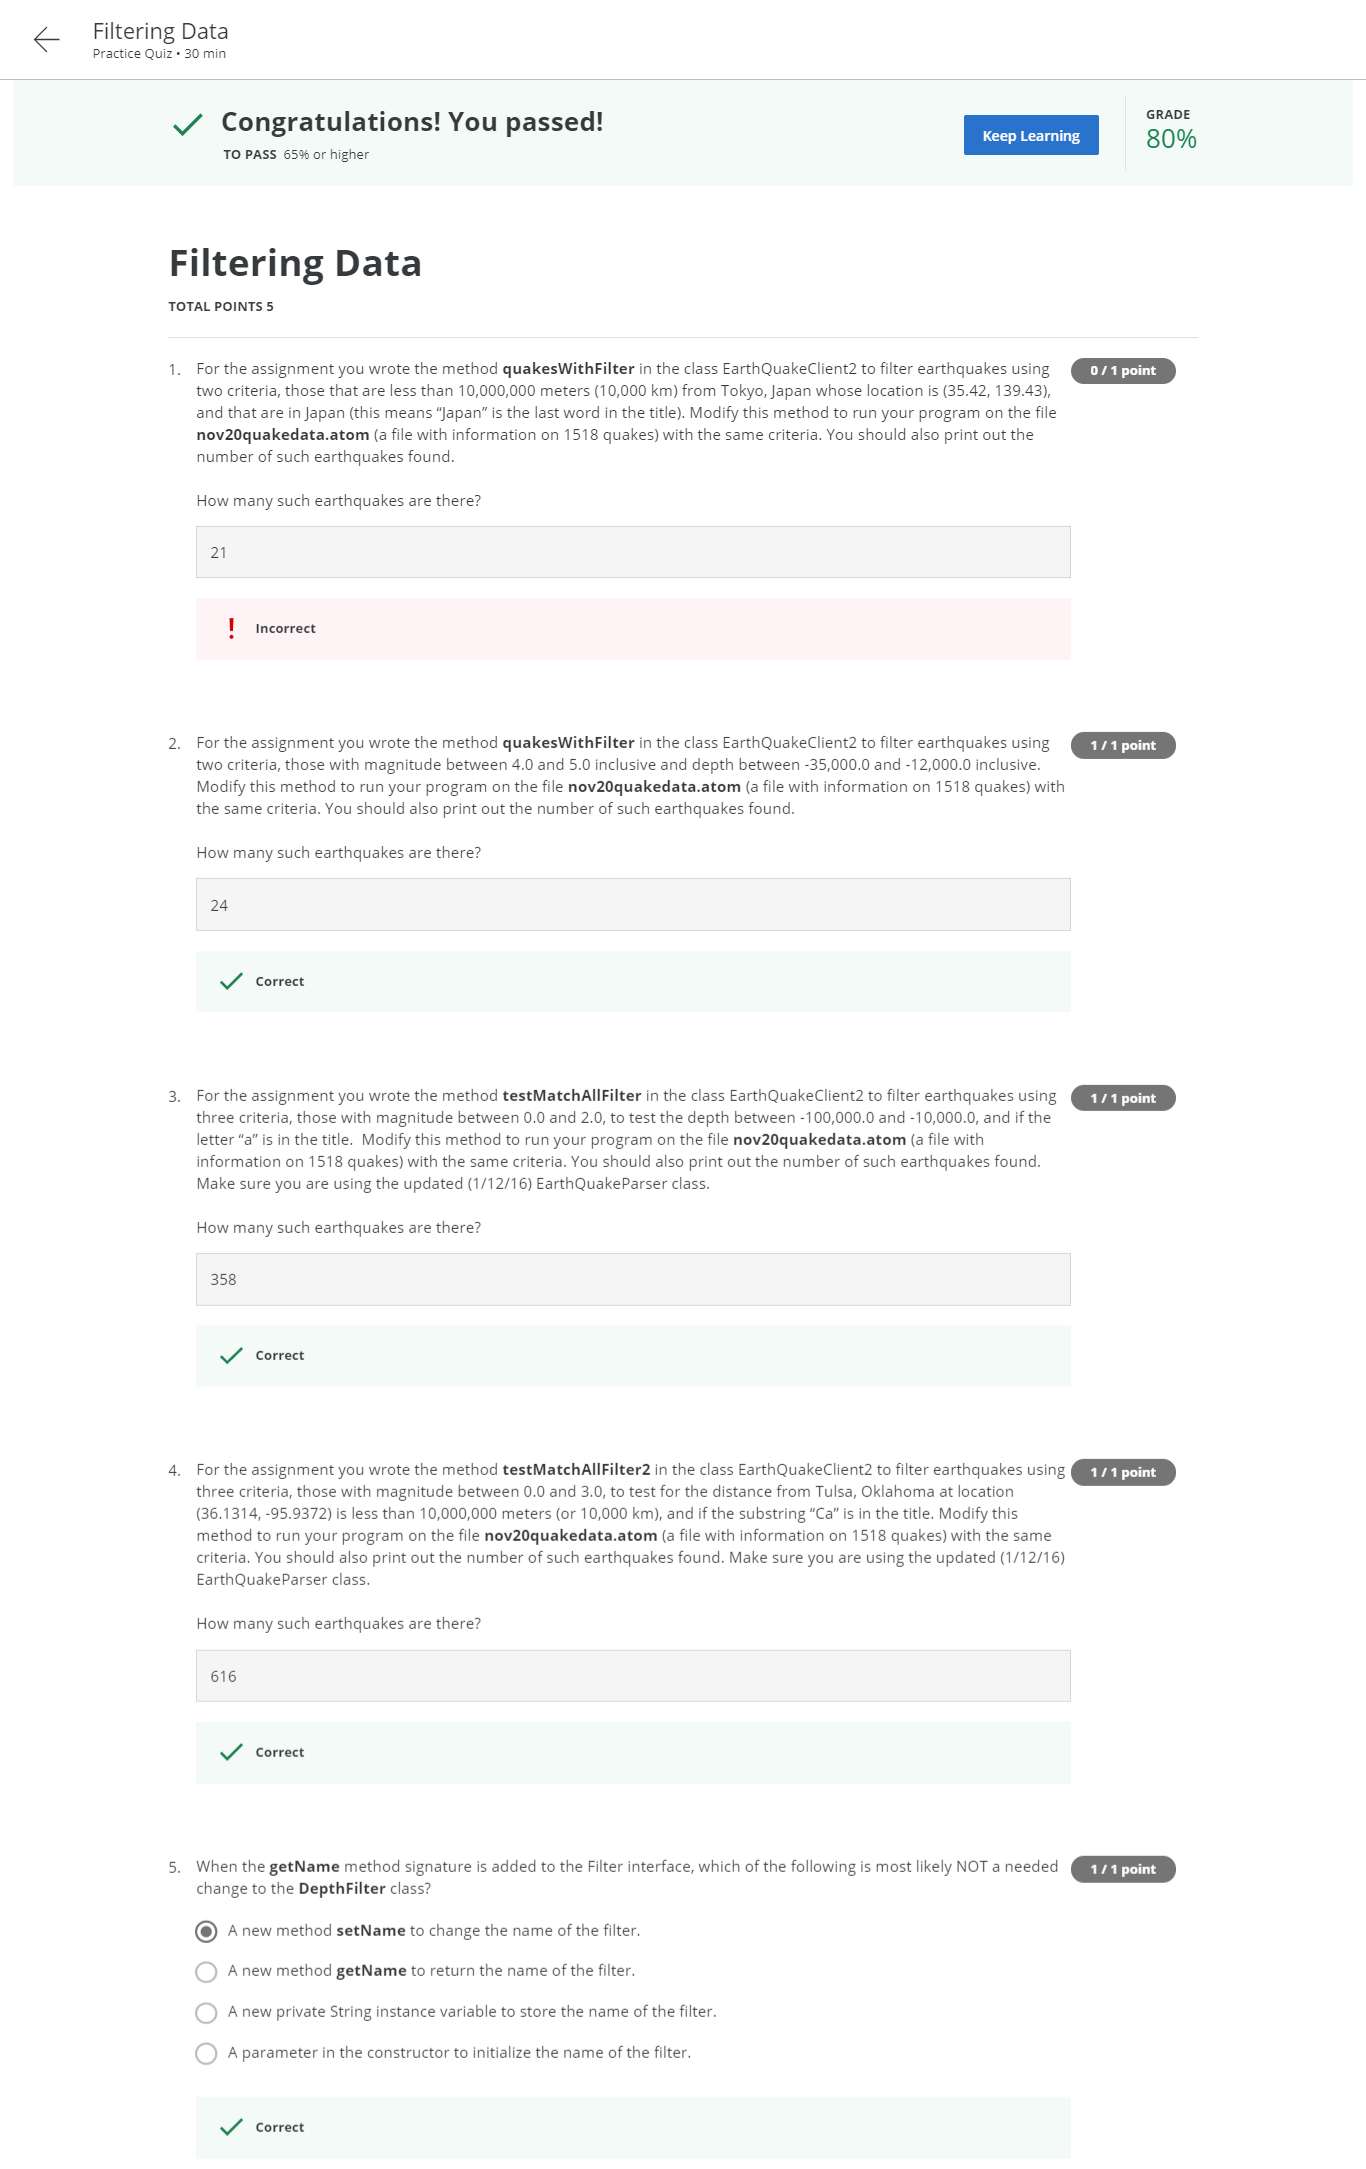 Filtering Data
Practice Quiz • 30 min
Congratulations! You passed!
TO PASS 65% or higher
Keep Learning
GRADE
80%
Filtering Data
TOTAL POINTS 5
1. For the assignment you wrote the method quakesWithFilter in the class EarthQuakeClient2 to filter earthquakes using
0 / 1 point
two criteria, those that are less than 10,000,000 meters (10,000 km) from Tokyo, Japan whose location is (35.42, 139.43),
and that are in Japan (this means “Japan” is the last word in the title). Modify this method to run your program on the file
nov20quakedata.atom (a file with information on 1518 quakes) with the same criteria. You should also print out the
number of such earthquakes found.
How many such earthquakes are there?
21
Incorrect
2. For the assignment you wrote the method quakesWithFilter in the class EarthQuakeClient2 to filter earthquakes using
1 / 1 point
two criteria, those with magnitude between 4.0 and 5.0 inclusive and depth between -35,000.0 and -12,000.0 inclusive.
Modify this method to run your program on the file nov20quakedata.atom (a file with information on 1518 quakes) with
the same criteria. You should also print out the number of such earthquakes found.
How many such earthquakes are there?
24
Correct
3. For the assignment you wrote the method testMatchAllFilter in the class EarthQuakeClient2 to filter earthquakes using
1 / 1 point
three criteria, those with magnitude between 0.0 and 2.0, to test the depth between -100,000.0 and -10,000.0, and if the
letter “a” is in the title. Modify this method to run your program on the file nov20quakedata.atom (a file with
information on 1518 quakes) with the same criteria. You should also print out the number of such earthquakes found.
Make sure you are using the updated (1/12/16) EarthQuakeParser class.
How many such earthquakes are there?
358
Correct
4. For the assignment you wrote the method testMatchAllFilter2 in the class EarthQuakeClient2 to filter earthquakes using
1 / 1 point
three criteria, those with magnitude between 0.0 and 3.0, to test for the distance from Tulsa, Oklahoma at location
(36.1314, -95.9372) is less than 10,000,000 meters (or 10,000 km), and if the substring “Ca” is in the title. Modify this
method to run your program on the file nov20quakedata.atom (a file with information on 1518 quakes) with the same
criteria. You should also print out the number of such earthquakes found. Make sure you are using the updated (1/12/16)
EarthQuakeParser class.
How many such earthquakes are there?
616
Correct
5. When the getName method signature is added to the Filter interface, which of the following is most likely NOT a needed
1 / 1 point
change to the DepthFilter class?
A new method setName to change the name of the filter.
A new method getName to return the name of the filter.
A new private String instance variable to store the name of the filter.
A parameter in the constructor to initialize the name of the filter.
Correct